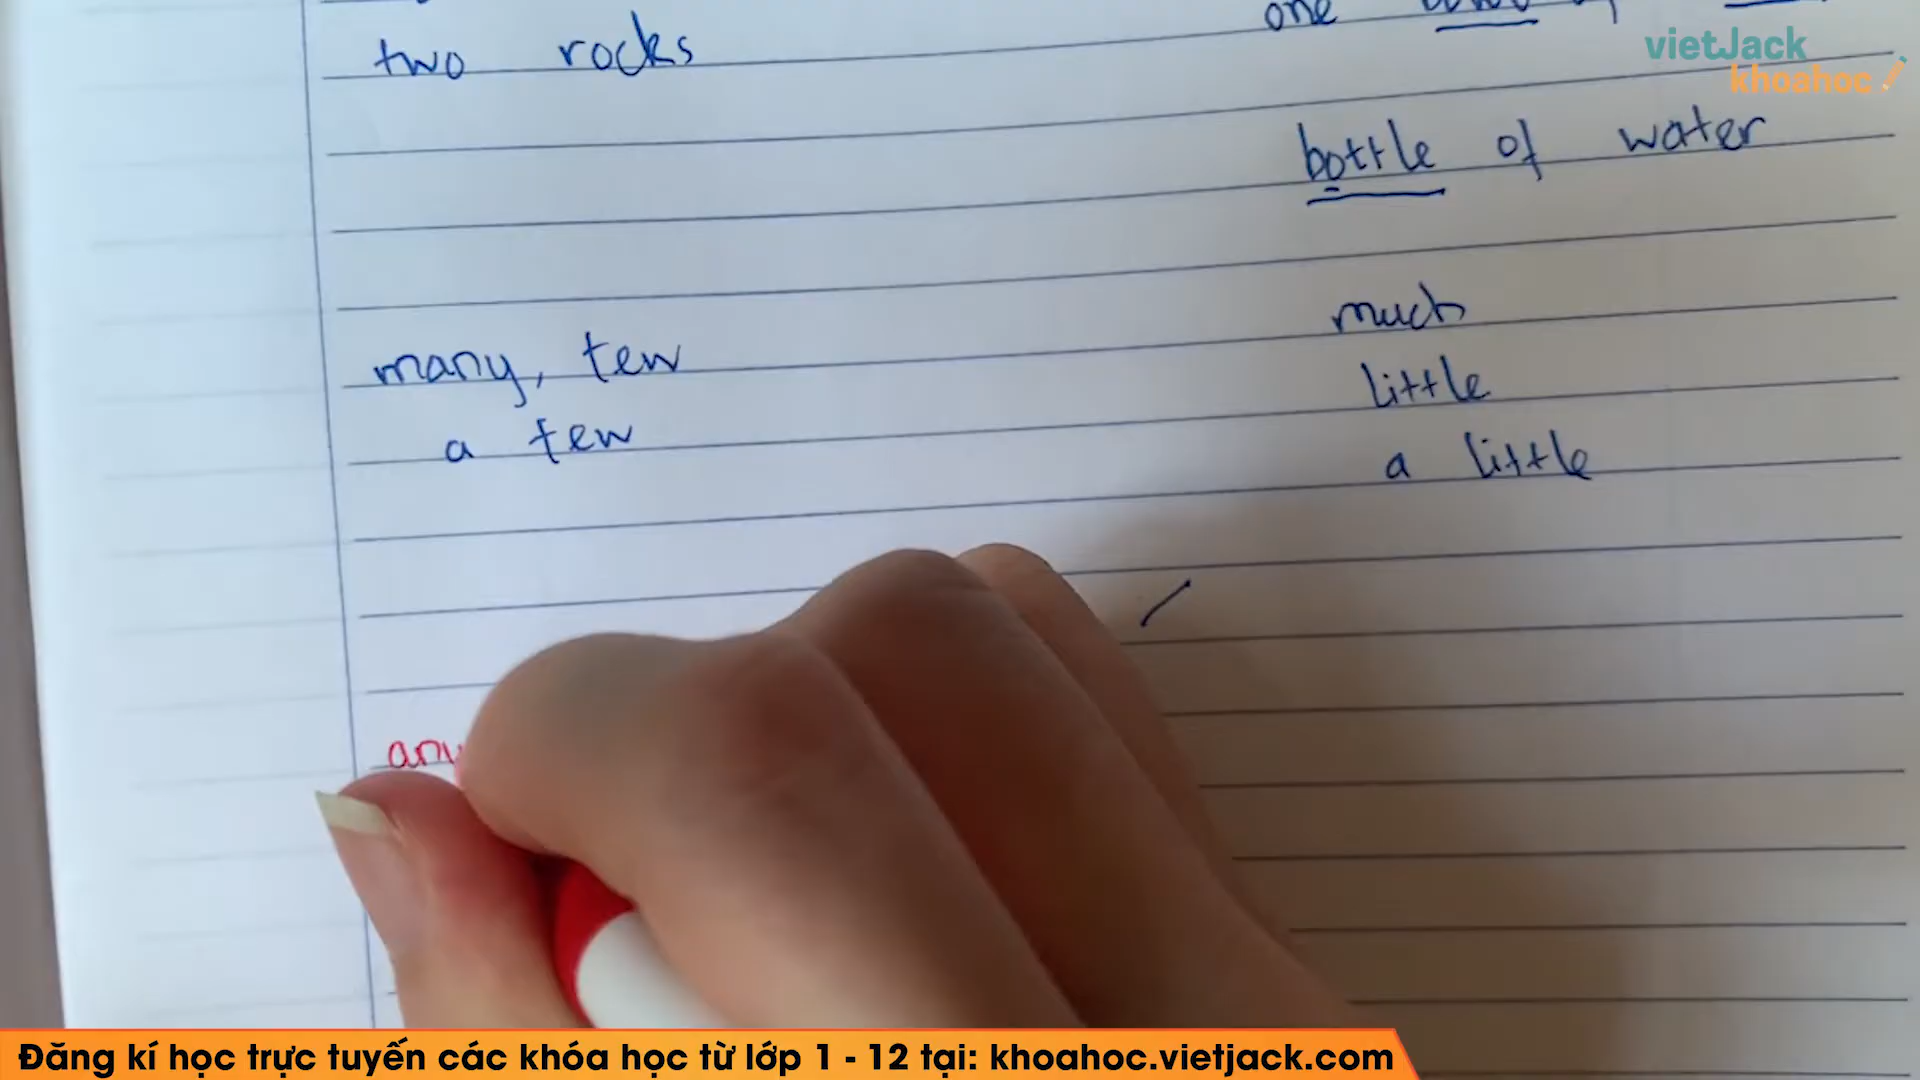 one
two rocks
vietJack
khoahoc
bottle of water
many, few
a few
much
little
a little
any
Đăng kí học trực tuyến các khóa học từ lớp 1 - 12 tại: khoahoc.vietjack.com